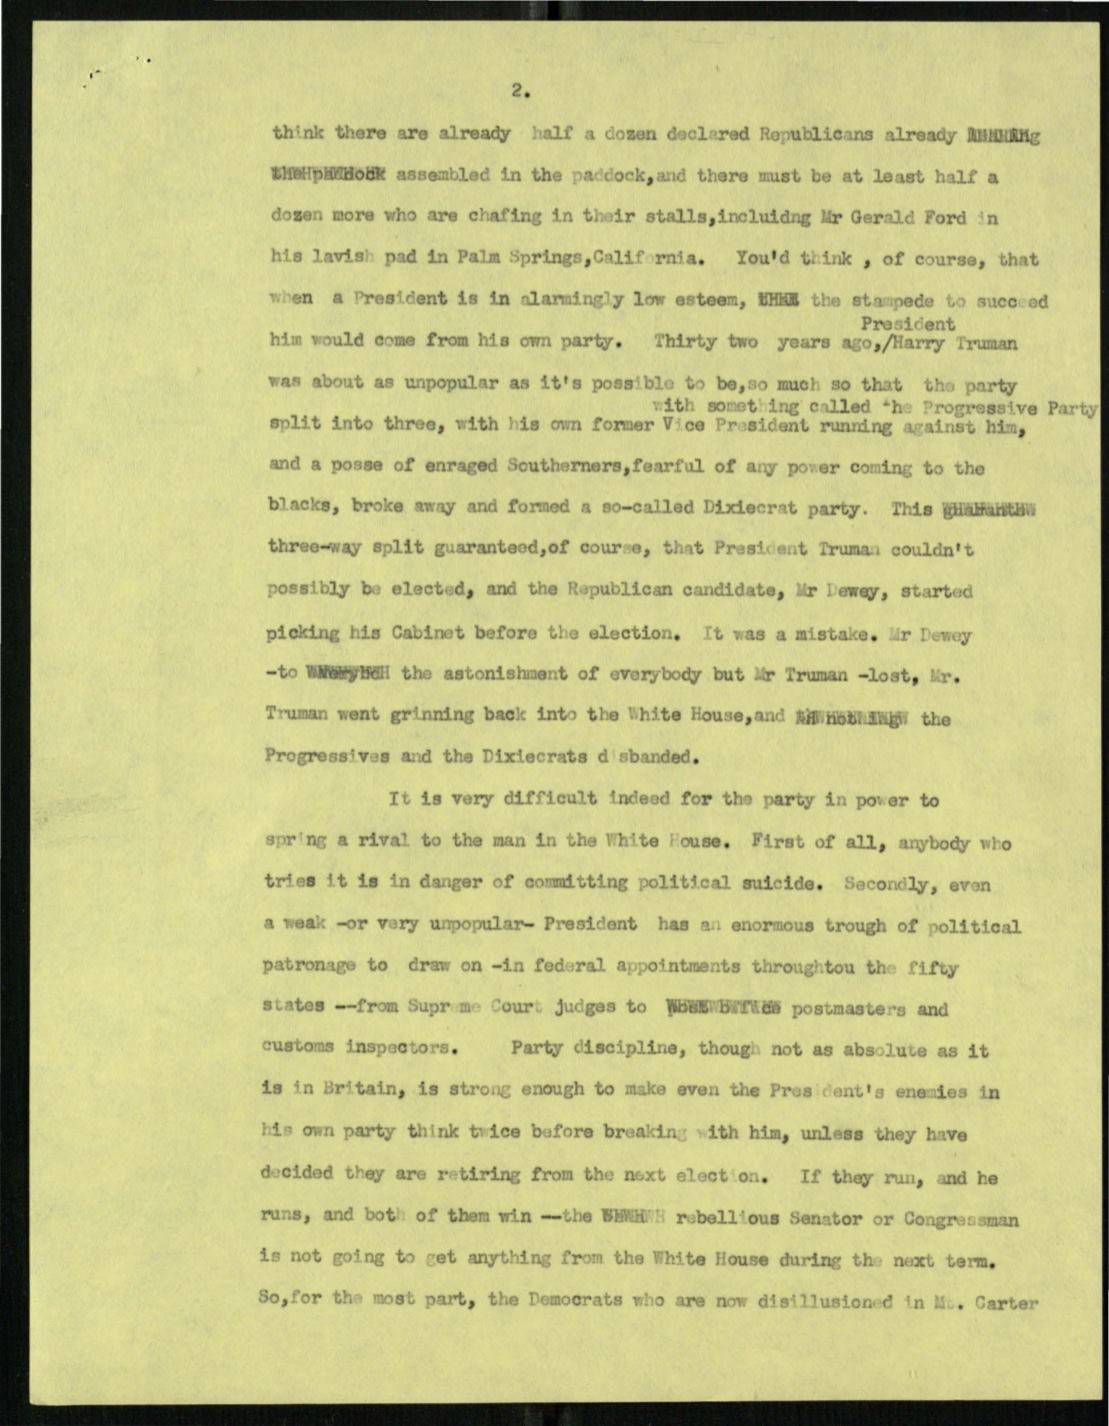 2.
think there are already half a dozen declared Republicans already
assembled in the paddock,and there must be at least half a
dozen more who are chafing in their stalls,incluidng Mr Gerald Ford in
his lavish pad in Palm Springs,California. You'd think , of course, that
when a President is in alarmingly low esteem, the stampede to succeed
President
him would come from his own party. Thirty two years ago,/Harry Truman
was about as unpopular as it's possible to be,so much so that the party
with something called the Progressive Party
split into three, with his own former Vice President running against him,
and a posse of enraged Southerners,fearful of any power coming to the
blacks, broke away and formed a so-called Dixiecrat party. This
three-way split guaranteed,of course, that President Truman couldn't
possibly be elected, and the Republican candidate, Mr Dewey, started
picking his Cabinet before the election. It was a mistake. Mr Dewey
-to the astonishment of everybody but Mr Truman -lost, Mr.
Truman went grinning back into the White House,and the
Progressives and the Dixiecrats disbanded.
It is very difficult indeed for the party in power to
spring a rival to the man in the White House. First of all, anybody who
tries it is in danger of committing political suicide. Secondly, even
a weak -or very unpopular- President has an enormous trough of political
patronage to draw on -in federal appointments throughtou the fifty
states --from Supreme Court judges to postmasters and
customs inspectors. Party discipline, though not as absolute as it
is in Britain, is strong enough to make even the President's enemies in
his own party think twice before breaking with him, unless they have
decided they are retiring from the next election. If they run, and he
runs, and both of them win --the rebellious Senator or Congressman
is not going to get anything from the White House during the next term.
So,for the most part, the Democrats who are now disillusioned in Mr. Carter